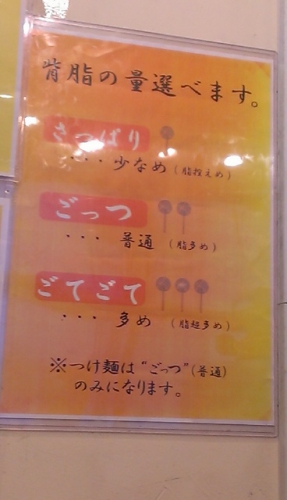 背脂の量選べます。
さっぱり
・・・少なめ（脂控えめ）
ごっつ
・・・普通（脂多め）
ごてごて
・・・多め（脂超多め）
※つけ麺は“ごっつ”（普通）
のみになります。